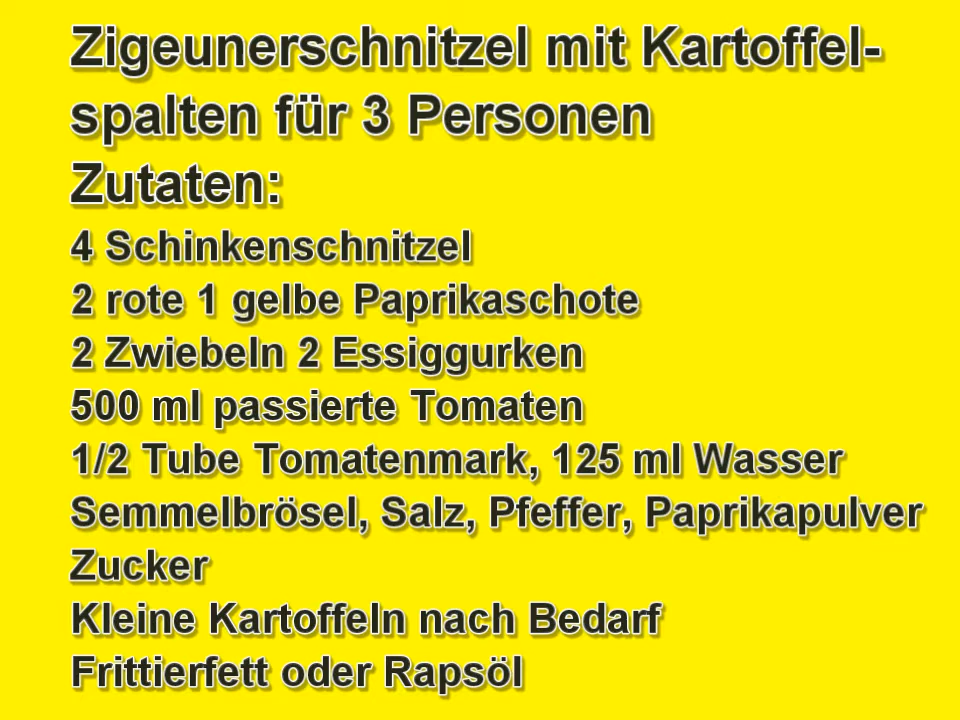 Zigeunerschnitzel mit Kartoffel-
spalten für 3 Personen
Zutaten:
4 Schinkenschnitzel
2 rote 1 gelbe Paprikaschote
2 Zwiebeln 2 Essiggurken
500 ml passierte Tomaten
1/2 Tube Tomatenmark, 125 ml Wasser
Semmelbrösel, Salz, Pfeffer, Paprikapulver
Zucker
Kleine Kartoffeln nach Bedarf
Frittierfett oder Rapsöl